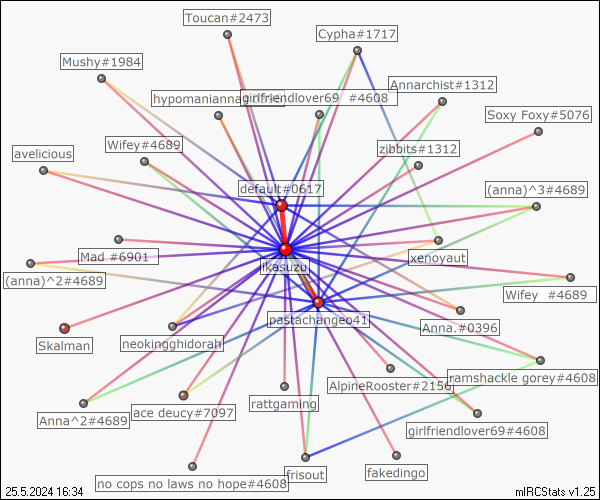 Toucan#2473
Cypha#1717
Mushy#1984
Annarchist#1312
hypomaniannag
girlfriendlover69 #4608
Soxy Foxy#5076
Wifey#4689
zibbits#1312
avelicious
default#0617
(anna)^3#4689
Mad #6901
xenoyaut
ikasuzu
(anna)^2#4689
Wifey #4689
pastachangeo41
Anna.#0396
Skalman
neokingghidorah
ramshackle gorey#4608
AlpineRooster#2156
rattgaming
Anna^2#4689
ace deucy#7097
girlfriendlover69#4608
frisout
fakedingo
no cops no laws no hope#4608
25.5.2024 16:34
mIRCStats v1.25